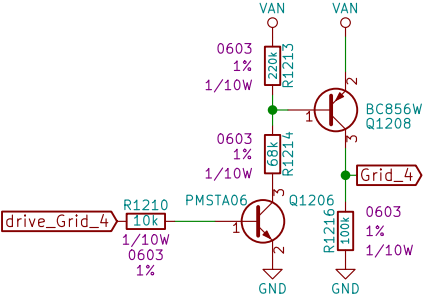 VAN
VAN
0603
1%
1/10W
220k
R1213
2
1
BC856W
Q1208
3
0603
1%
1/10W
68k
R1214
Grid_4
R1210
PMSTA06
3
Q1206
drive_Grid_4
10k
1
R1216
100k
0603
1%
1/10W
1/10W
0603
1%
2
GND
GND